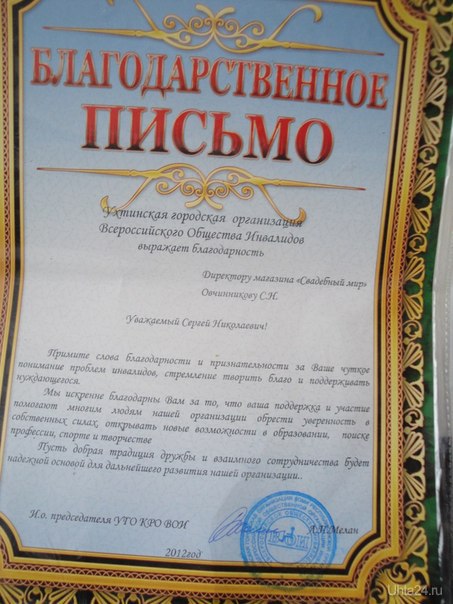 БЛАГОДАРСТВЕННОЕ
ПИСЬМО
Ухтинская городская организация
Всероссийского Общества Инвалидов
выражает благодарность
Директору магазина «Свадебный мир»
Овчинникову С.Н.
Уважаемый Сергей Николаевич!
Примите слова благодарности и признательности за Ваше чуткое
понимание проблем инвалидов, стремление творить благо и поддерживать
нуждающегося.
Мы искренне благодарны Вам за то, что ваша поддержка и участие
помогают многим людям нашей организации обрести уверенность в
собственных силах, открывать новые возможности в образовании, поиске
профессии, спорте и творчестве
Пусть добрая традиция дружбы и взаимного сотрудничества будет
надежной основой для дальнейшего развития нашей организации..
И.о. председателя УГО КРО ВОИ
А.Н.Мелан
2012год
Uhta24.ru